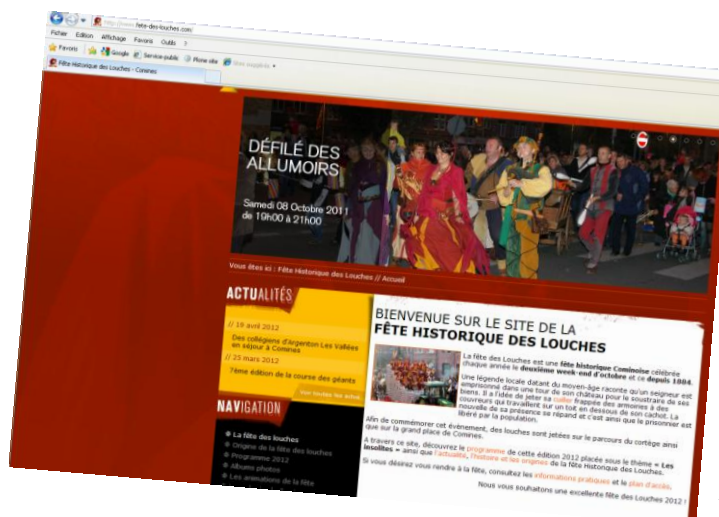 fete-des-louches.com/
Fichier Edition Affichage Favoris Outils ?
Favoris Google Service-public Plone site
Fête Historique des Louches - Comines
DÉFILÉ DES
ALLUMOIRS
Samedi 08 Octobre 2011
de 19h00 à 21h00
Vous êtes ici : Fête Historique des Louches // Accueil
ACTUALITÉS
// 19 avril 2012
Des collégiens d'Argenton Les Vallées
en séjour à Comines
// 25 mars 2012
7ème édition de la course des géants
Voir toutes les actus
NAVIGATION
La fête des louches
Origine de la fête des louches
Programme 2012
Albums photos
Les animations de la fête
BIENVENUE SUR LE SITE DE LA
FÊTE HISTORIQUE DES LOUCHES
La fête des Louches est une fête historique Cominoise célébrée
chaque année le deuxième week-end d'octobre et ce depuis 1884.
Une légende locale datant du moyen-âge raconte qu'un seigneur est
emprisonné dans une tour de son château pour le soustraire de ses
biens. Il a l'idée de jeter sa cuiller frappée des armoiries à des
couvreurs qui travaillent sur un toit en dessous de son cachot. La
nouvelle de sa présence se répand et c'est ainsi que le prisonnier est
libéré par la population.
Afin de commémorer cet évènement, des louches sont jetées sur le parcours du cortège ainsi
que sur la grand place de Comines.
A travers ce site, découvrez le programme de cette édition 2012 placée sous le thème « Les
insolites » ainsi que l'actualité, l'histoire et les origines de la fête Historique des Louches.
Si vous désirez vous rendre à la fête, consultez les informations pratiques et le plan d'accès.
Nous vous souhaitons une excellente fête des Louches 2012 !